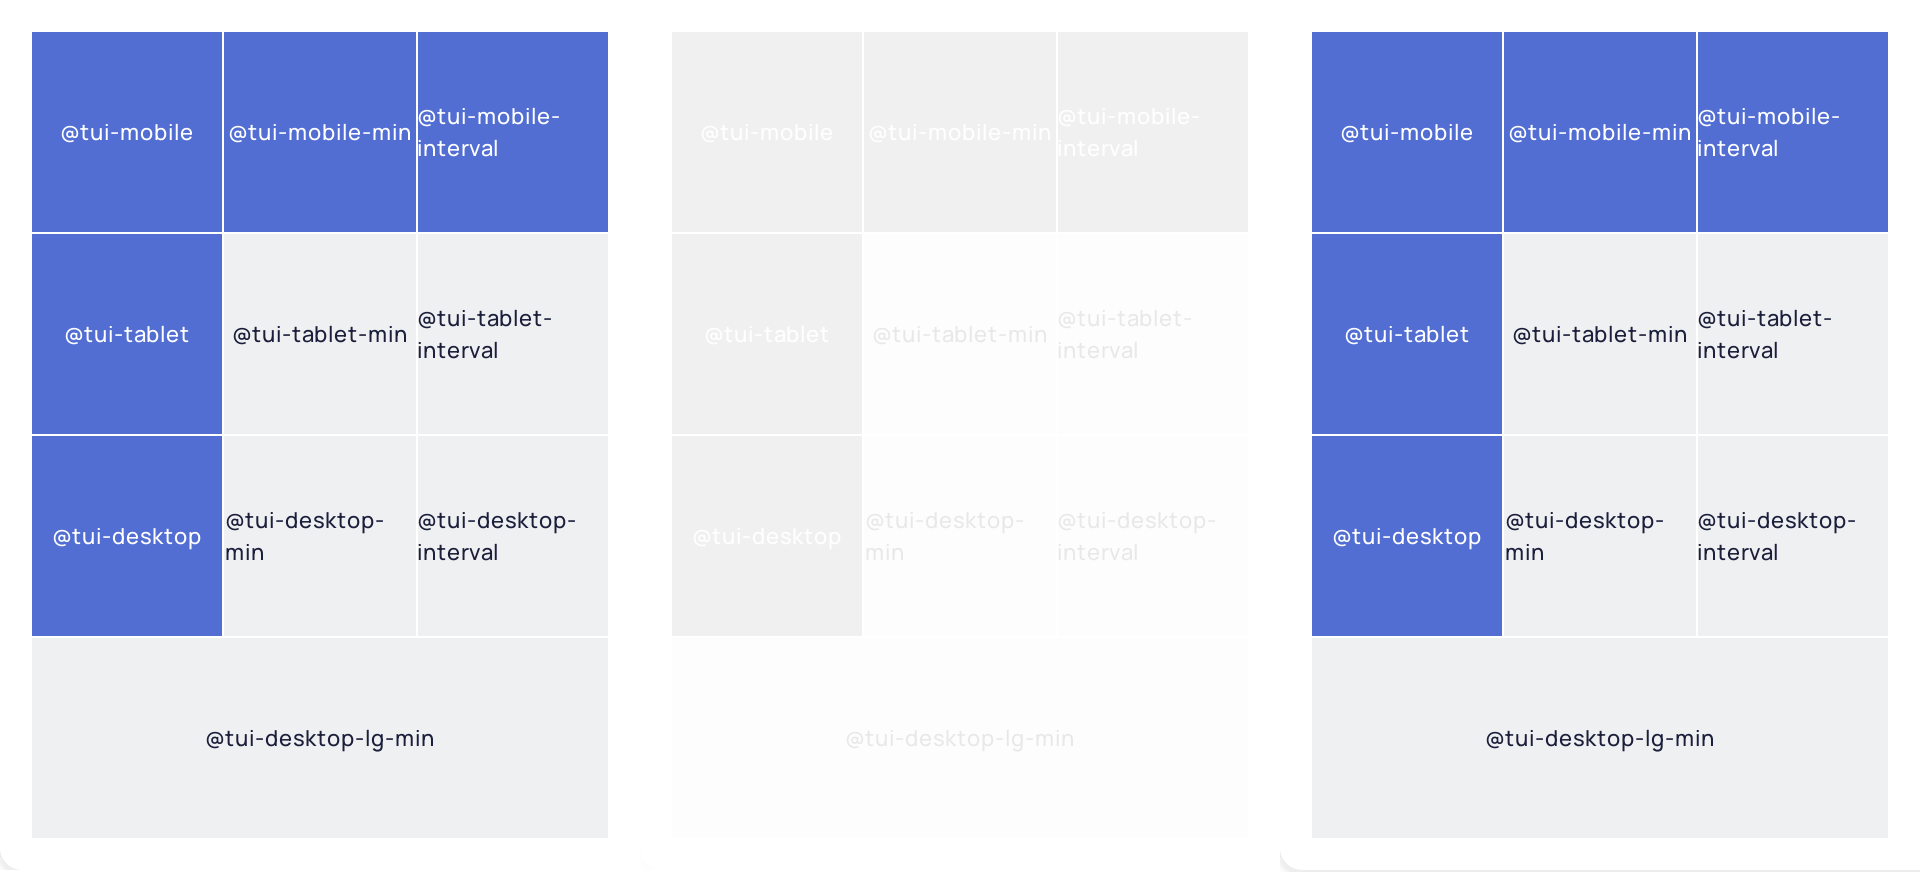 @tui-mobile
@tui-mobile-min
@tui-mobile-
interval
@tui-tablet
@tui-tablet-min
@tui-tablet-
interval
@tui-desktop
@tui-desktop-
min
@tui-desktop-
interval
@tui-desktop-lg-min
@tui-mobile
@tui-mobile-min
@tui-mobile-
interval
@tui-tablet
@tui-tablet-min
@tui-tablet-
interval
@tui-desktop
@tui-desktop-
min
@tui-desktop-
interval
@tui-desktop-lg-min
@tui-mobile
@tui-mobile-min
@tui-mobile-
interval
@tui-tablet
@tui-tablet-min
@tui-tablet-
interval
@tui-desktop
@tui-desktop-
min
@tui-desktop-
interval
@tui-desktop-lg-min